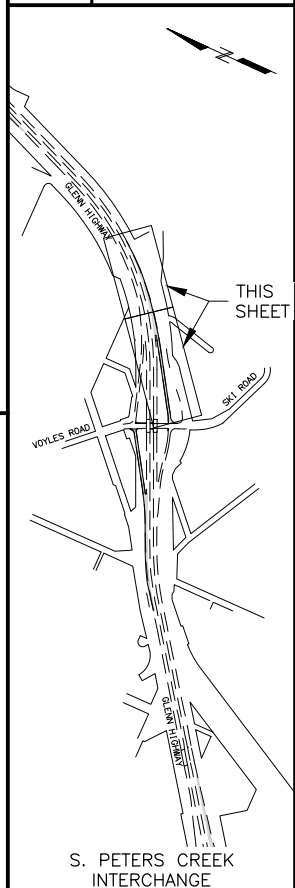 N
GLENN HIGHWAY
THIS
SHEET
SKI ROAD
VOYLES ROAD
GLENN HIGHWAY
S. PETERS CREEK
INTERCHANGE